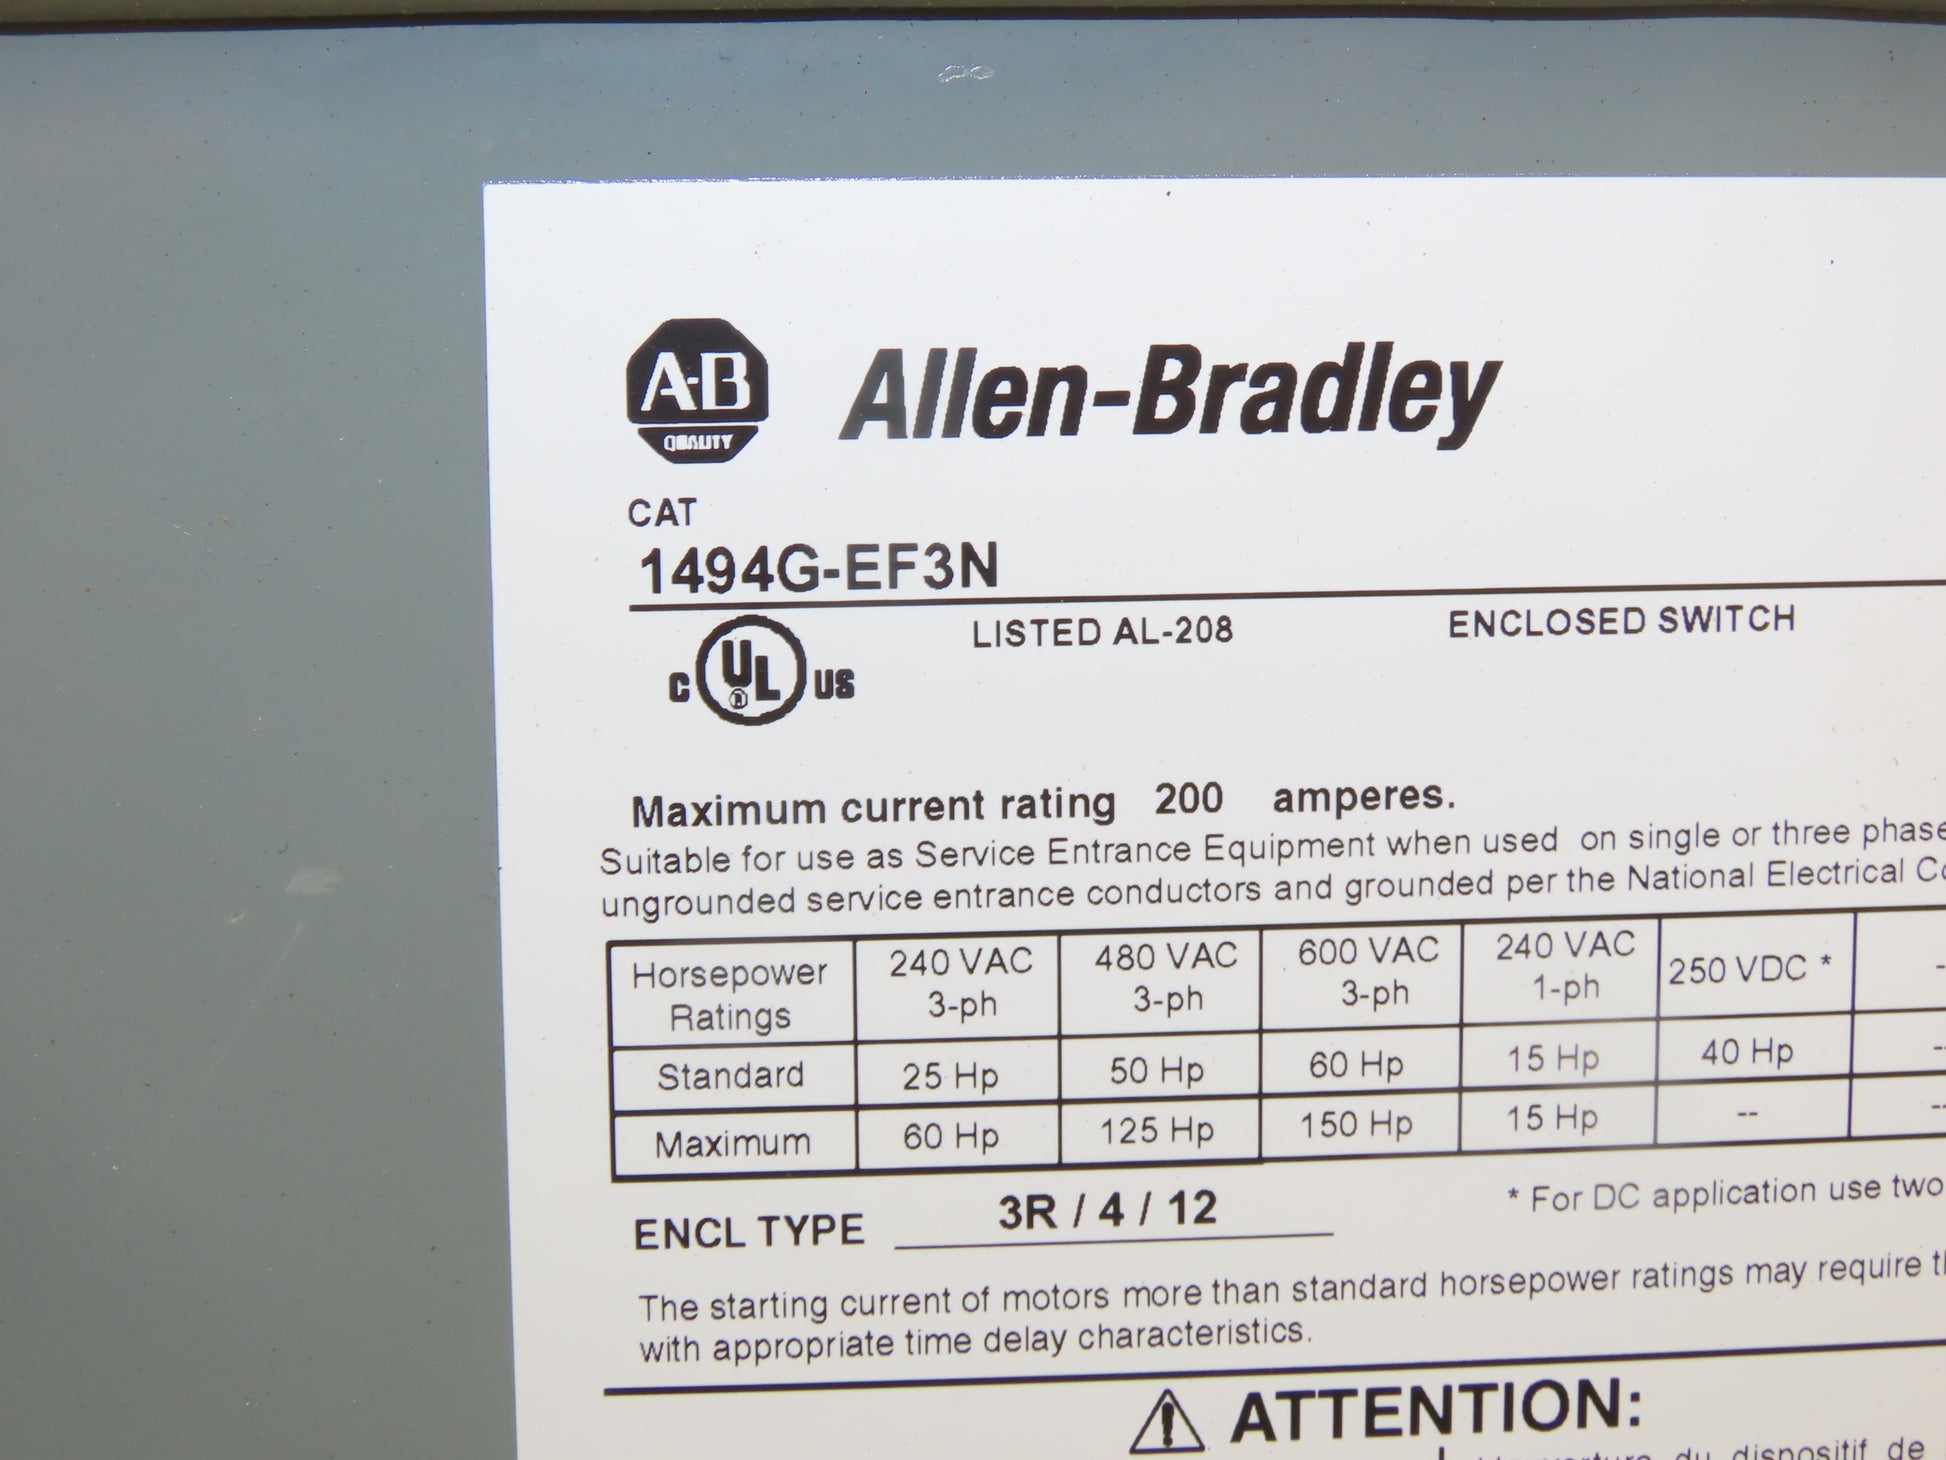 A-B
QUALITY
Allen-Bradley
CAT
1494G-EF3N
C UL US
LISTED AL-208
ENCLOSED SWITCH
Maximum current rating 200 amperes.
Suitable for use as Service Entrance Equipment when used on single or three phase
ungrounded service entrance conductors and grounded per the National Electrical
Horsepower Ratings 240 VAC 3-ph 480 VAC 3-ph 600 VAC 3-ph 240 VAC 1-ph 250 VDC * -
Standard 25 Hp 50 Hp 60 Hp 15 Hp 40 Hp --
Maximum 60 Hp 125 Hp 150 Hp 15 Hp -- --
ENCL TYPE 3R / 4 / 12
* For DC application use two
The starting current of motors more than standard horsepower ratings may require
with appropriate time delay characteristics.
ATTENTION:
du dispositif de